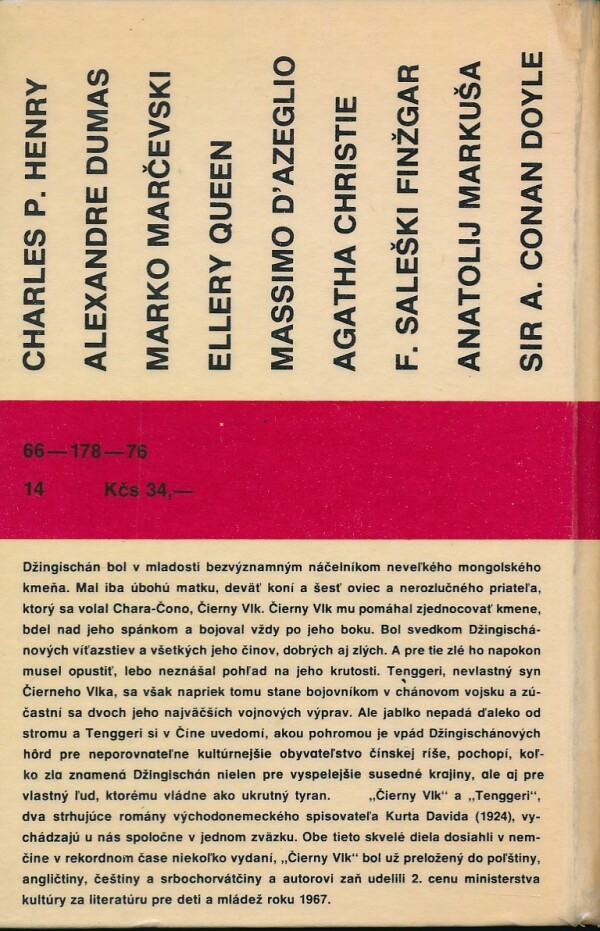 CHARLES P. HENRY
ALEXANDRE DUMAS
MARKO MARČEVSKI
ELLERY QUEEN
MASSIMO D'AZEGLIO
AGATHA CHRISTIE
F. SALEŠKI FINŽGAR
ANATOLIJ MARKUŠA
SIR A. CONAN DOYLE
66—178—76
14 Kčs 34,—
Džingischán bol v mladosti bezvýznamným náčelníkom neveľkého mongolského
kmeňa. Mal iba úbohú matku, deväť koní a šesť oviec a nerozlučného priateľa,
ktorý sa volal Chara-Čono, Čierny Vlk. Čierny Vlk mu pomáhal zjednocovať kmene,
bdel nad jeho spánkom a bojoval vždy po jeho boku. Bol svedkom Džingischá-
nových víťazstiev a všetkých jeho činov, dobrých aj zlých. A pre tie zlé ho napokon
musel opustiť, lebo neznášal pohľad na jeho krutosti. Tenggeri, nevlastný syn
Čierneho Vlka, sa však napriek tomu stane bojovníkom v chánovom vojsku a zú-
častní sa dvoch jeho najväčších vojnových výprav. Ale jablko nepadá ďaleko od
stromu a Tenggeri si v Číne uvedomí, akou pohromou je vpád Džingischánových
hôrd pre neporovnateľne kultúrnejšie obyvateľstvo čínskej ríše, pochopí, koľ-
ko zla znamená Džingischán nielen pre vyspelejšie susedné krajiny, ale aj pre
vlastný ľud, ktorému vládne ako ukrutný tyran. „Čierny Vlk“ a „Tenggeri“,
dva strhujúce romány východonemeckého spisovateľa Kurta Davida (1924), vy-
chádzajú u nás spoločne v jednom zväzku. Obe tieto skvelé diela dosiahli v nem-
čine v rekordnom čase niekoľko vydaní, „Čierny Vlk“ bol už preložený do poľštiny,
angličtiny, češtiny a srbochorvátčiny a autorovi zaň udelili 2. cenu ministerstva
kultúry za literatúru pre deti a mládež roku 1967.